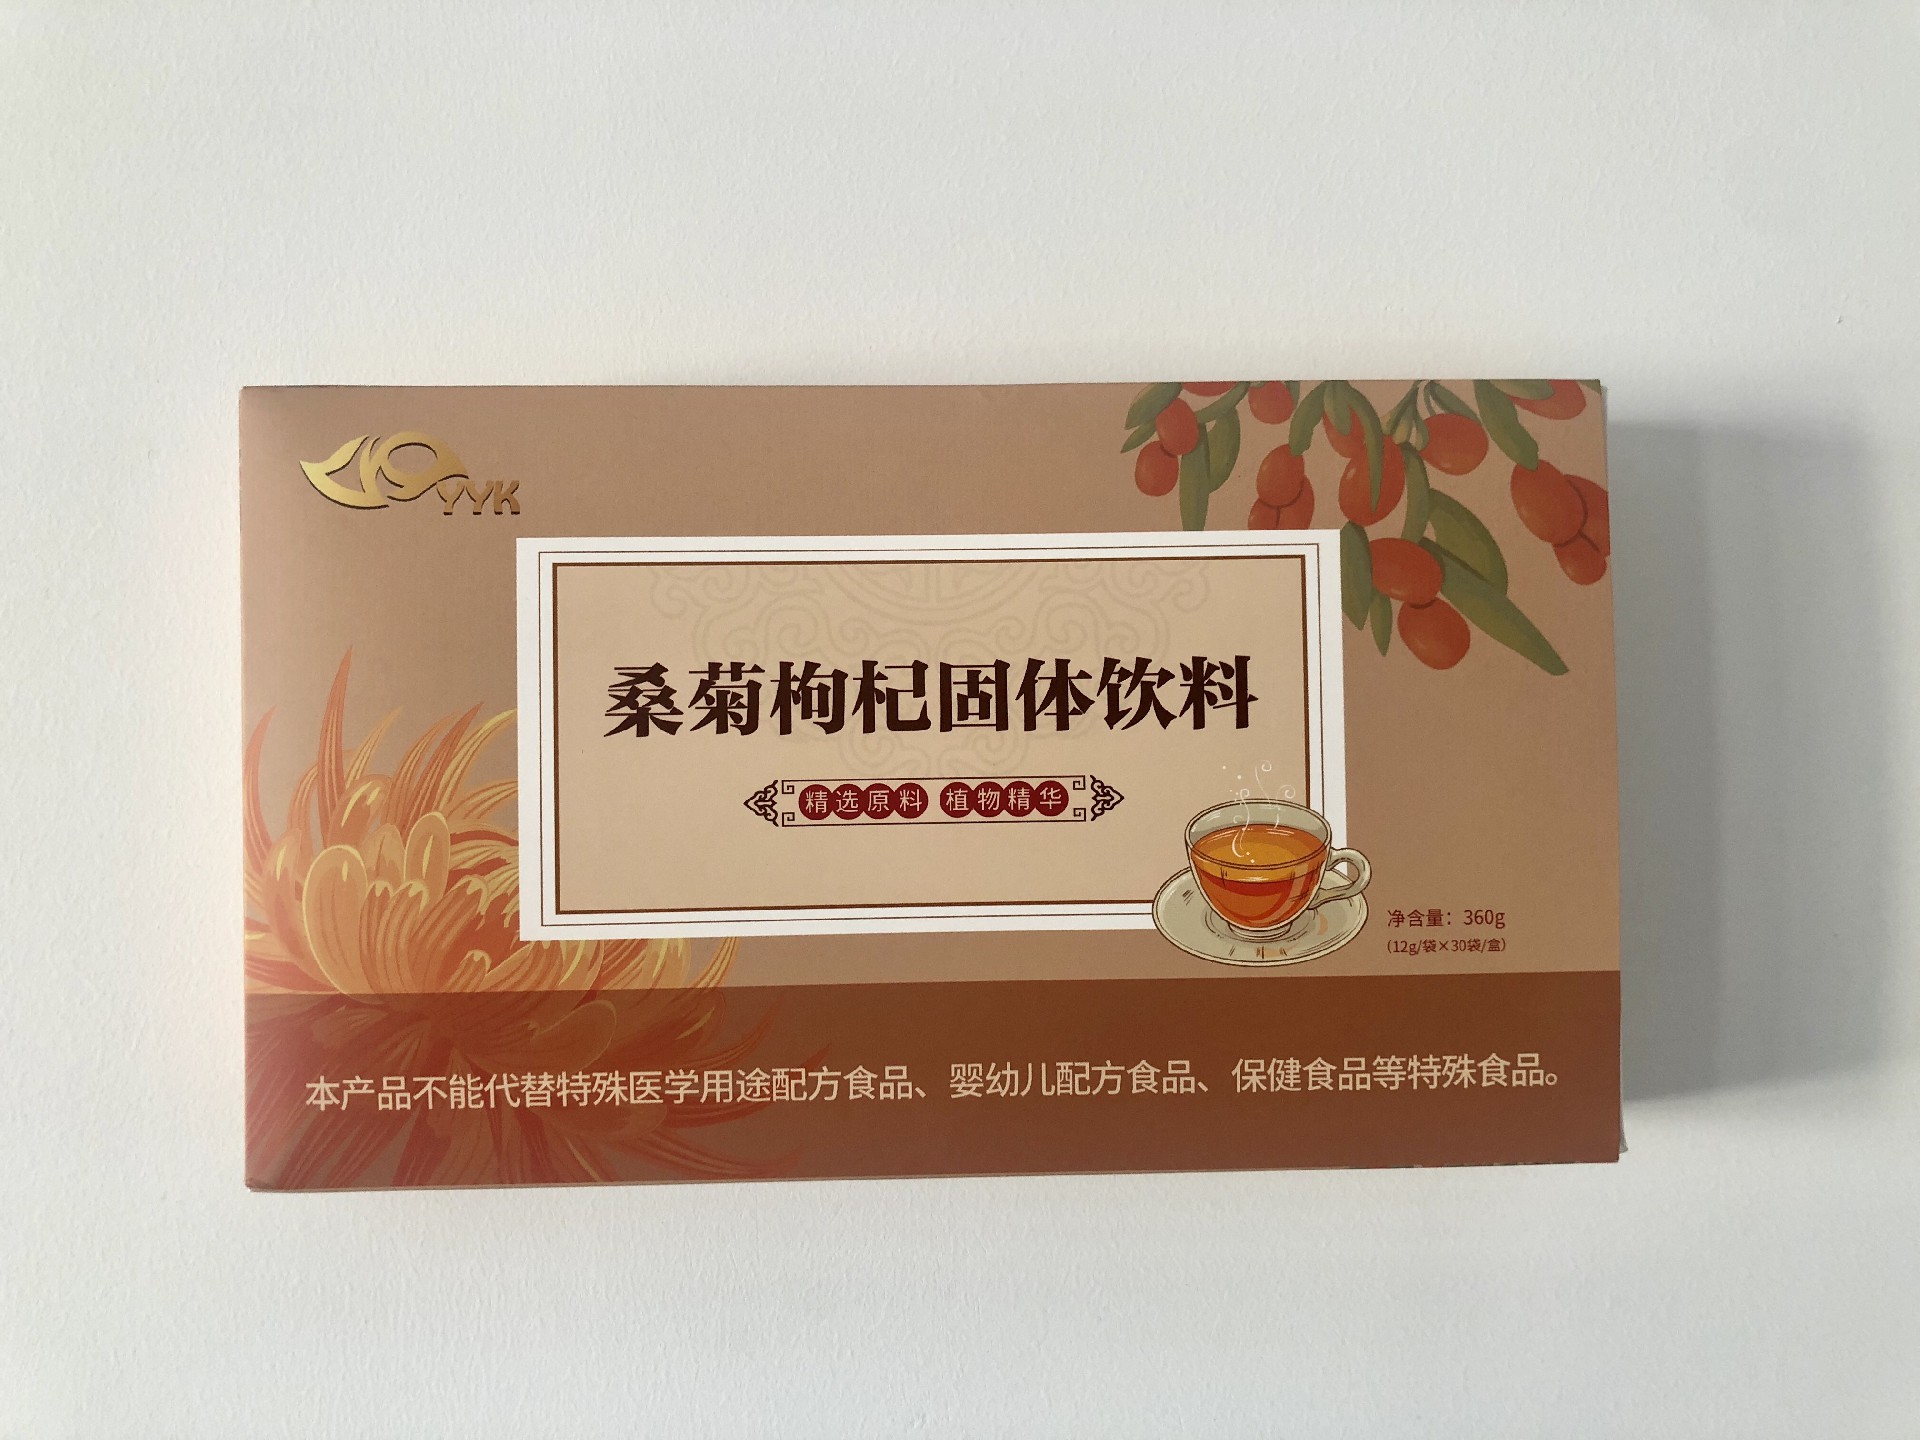 YYK
桑菊枸杞固体饮料
精选原料 植物精华
净含量：360g
（12g/袋×30袋/盒）
本产品不能代替特殊医学用途配方食品、婴幼儿配方食品、保健食品等特殊食品。